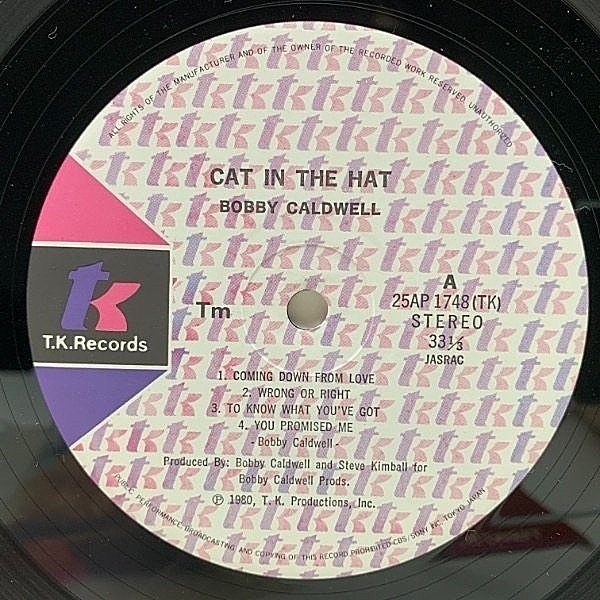 ALL RIGHTS OF THE MANUFACTURER AND OF THE OWNER OF THE RECORDED WORK RESERVED. UNAUTHORIZED
CAT IN THE HAT
BOBBY CALDWELL
tk
T.K.Records
Tm
A
25AP 1748(TK)
STEREO
33⅓
JASRAC
1. COMING DOWN FROM LOVE
2. WRONG OR RIGHT
3. TO KNOW WHAT YOU'VE GOT
4. YOU PROMISED ME
- Bobby Caldwell -
Produced By: Bobby Caldwell and Steve Kimball for
Bobby Caldwell Prods.
℗ 1980, T. K. Productions, Inc.
PUBLIC PERFORMANCE, BROADCASTING AND COPYING OF THIS RECORD PROHIBITED-CBS/SONY INC. TOKYO JAPAN